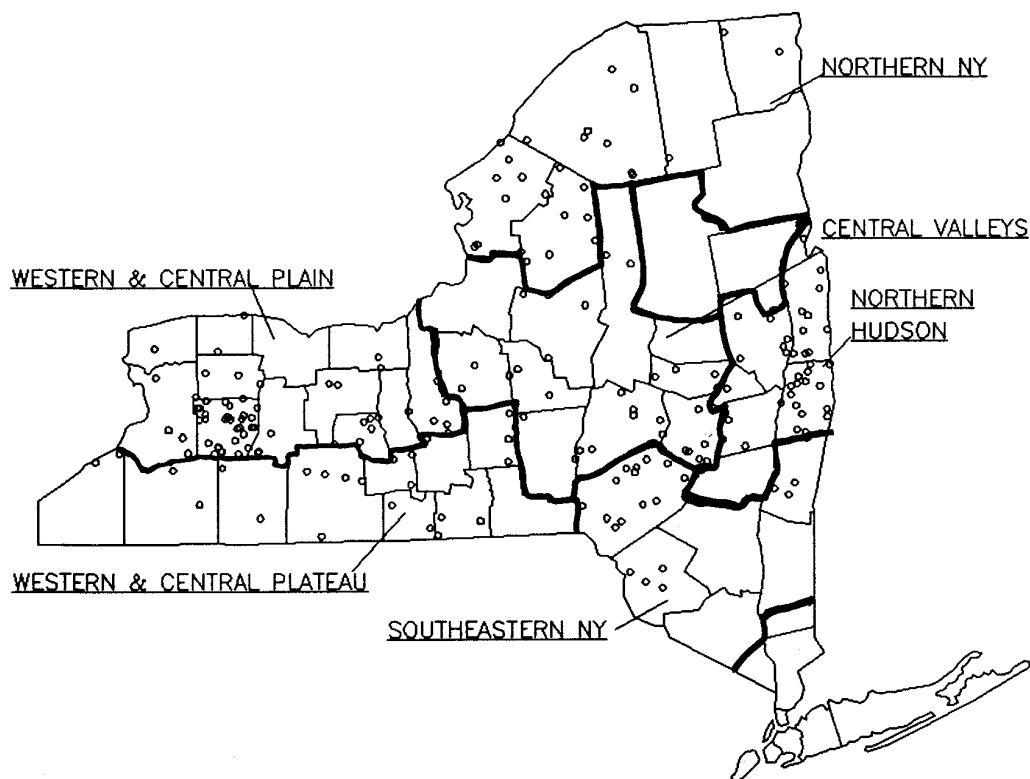 NORTHERN NY
CENTRAL VALLEYS
WESTERN & CENTRAL PLAIN
NORTHERN
HUDSON
WESTERN & CENTRAL PLATEAU
SOUTHEASTERN NY